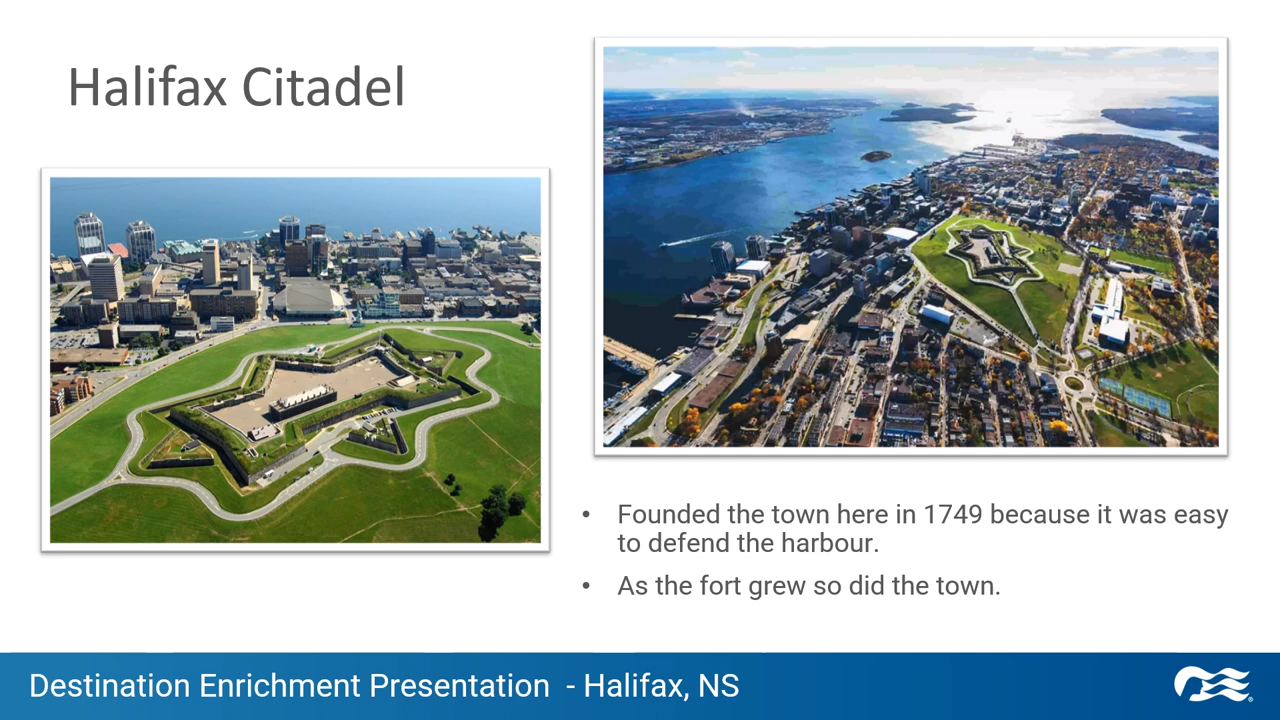 Halifax Citadel
• Founded the town here in 1749 because it was easy
to defend the harbour.
• As the fort grew so did the town.
Destination Enrichment Presentation - Halifax, NS
®